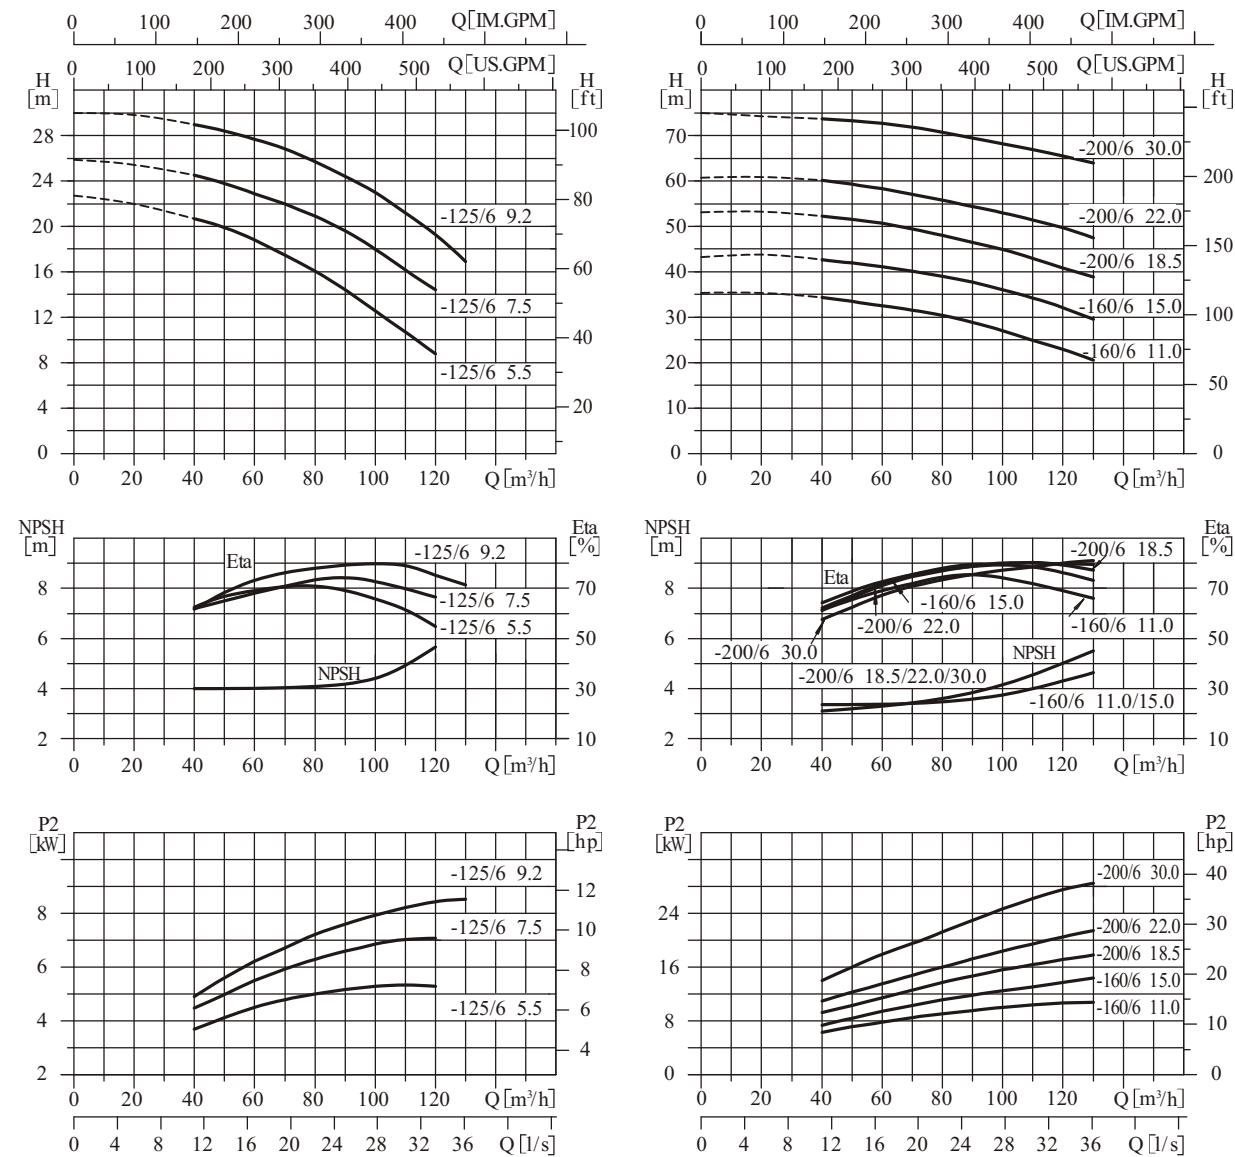 0 100 200 300 400 Q[IM.GPM]
0 100 200 300 400 500 Q[US.GPM]
H
[m]
H
[ft]
28
24
20
16
12
8
4
0
100
80
60
40
20
-125/6 9.2
-125/6 7.5
-125/6 5.5
0 20 40 60 80 100 120 Q[m³/h]
0 100 200 300 400 Q[IM.GPM]
0 100 200 300 400 500 Q[US.GPM]
H
[m]
H
[ft]
70
60
50
40
30
20
10
0
200
150
100
50
0
-200/6 30.0
-200/6 22.0
-200/6 18.5
-160/6 15.0
-160/6 11.0
0 20 40 60 80 100 120 Q[m³/h]
NPSH
[m]
Eta
[%]
8
6
4
2
70
50
30
10
Eta
-125/6 9.2
-125/6 7.5
-125/6 5.5
NPSH
0 20 40 60 80 100 120 Q[m³/h]
NPSH
[m]
Eta
[%]
8
6
4
2
70
50
30
10
-200/6 18.5
Eta
-160/6 15.0
-200/6 22.0
-160/6 11.0
-200/6 30.0
NPSH
-200/6 18.5/22.0/30.0
-160/6 11.0/15.0
0 20 40 60 80 100 120 Q[m³/h]
P2
[kW]
P2
[hp]
8
6
4
2
12
10
8
6
4
-125/6 9.2
-125/6 7.5
-125/6 5.5
0 20 40 60 80 100 120 Q[m³/h]
0 4 8 12 16 20 24 28 32 36 Q[l/s]
P2
[kW]
P2
[hp]
24
16
8
0
40
30
20
10
0
-200/6 30.0
-200/6 22.0
-200/6 18.5
-160/6 15.0
-160/6 11.0
0 20 40 60 80 100 120 Q[m³/h]
0 4 8 12 16 20 24 28 32 36 Q[l/s]